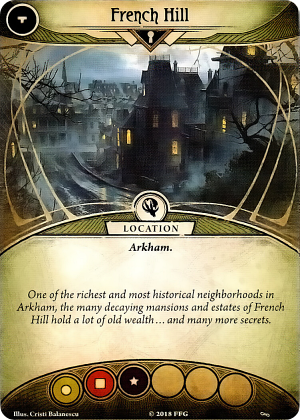 French Hill
LOCATION
Arkham.
One of the richest and most historical neighborhoods in
Arkham, the many decaying mansions and estates of French
Hill hold a lot of old wealth… and many more secrets.
Illus. Cristi Balanescu
© 2018 FFG